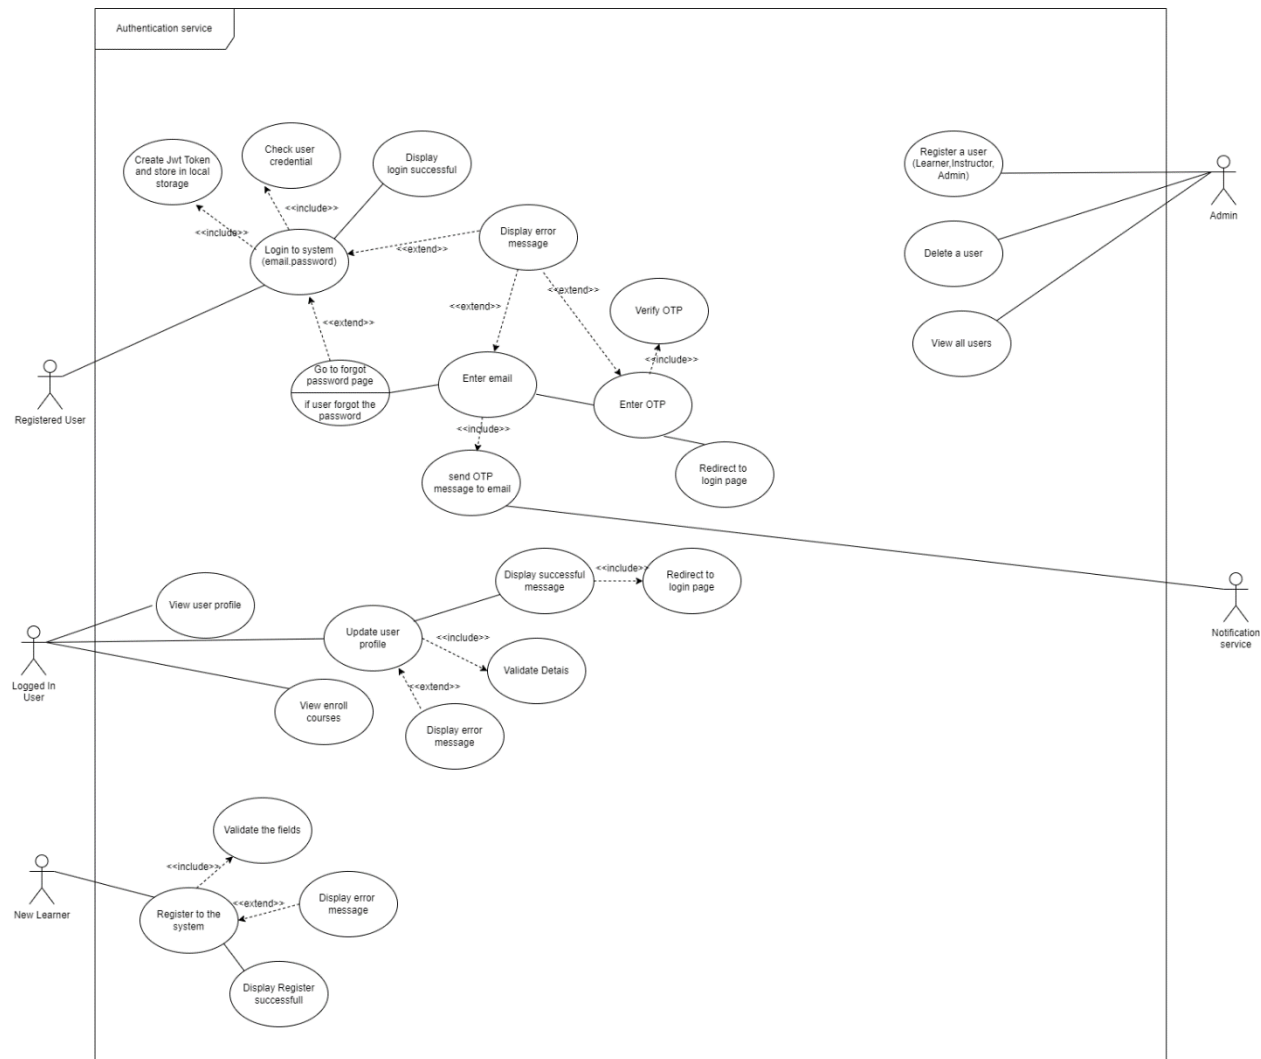 Authentication service
Create Jwt Token
and store in local
storage
Check user
credential
Display
login successful
Register a user
(Learner,Instructor,
Admin)
Admin
<<include>>
<<include>>
Login to system
(email.password)
<<extend>>
Display error
message
Delete a user
<<extend>>
<<extend>>
<<extend>>
Verify OTP
View all users
<<include>>
Go to forgot
password page
if user forgot the
password
Enter email
Enter OTP
Registered User
<<include>>
send OTP
message to email
Redirect to
login page
Display successful
message
<<include>>
Redirect to
login page
View user profile
Update user
profile
<<include>>
Validate Detais
Notification
service
Logged In
User
<<extend>>
View enroll
courses
Display error
message
Validate the fields
<<include>>
New Learner
Register to the
system
<<extend>>
Display error
message
Display Register
successfull